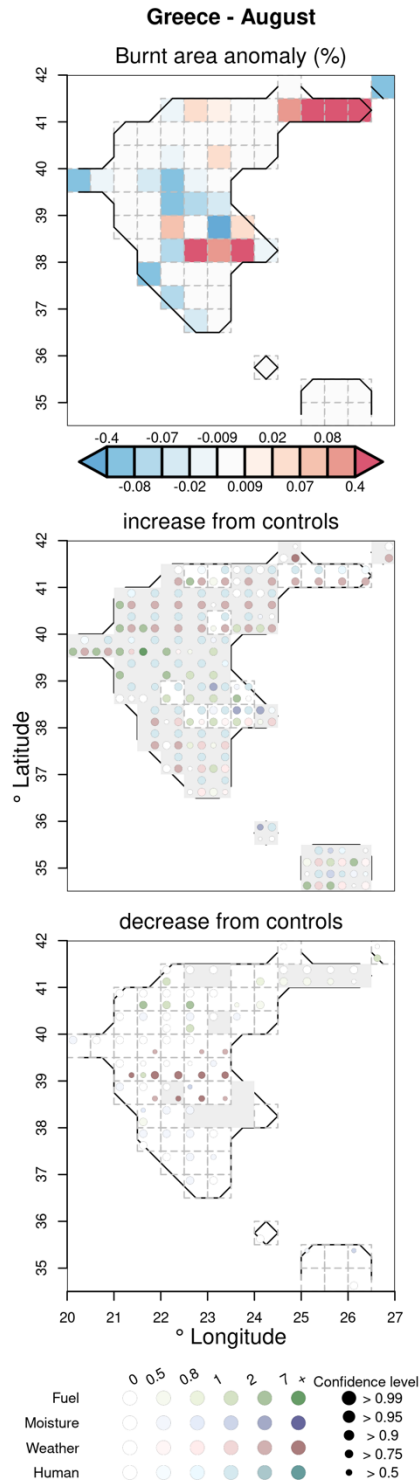 Greece - August
Burnt area anomaly (%)
42
41
40
39
38
37
36
35
-0.4 -0.07 -0.009 0.02 0.08
-0.08 -0.02 0.009 0.07 0.4
increase from controls
42
41
40
39
38
37
36
35
° Latitude
decrease from controls
42
41
40
39
38
37
36
35
20 21 22 23 24 25 26 27
° Longitude
0 0.5 0.8 1 2 7 + Confidence level
Fuel > 0.99
Moisture > 0.95
> 0.9
Weather > 0.75
Human > 0.5